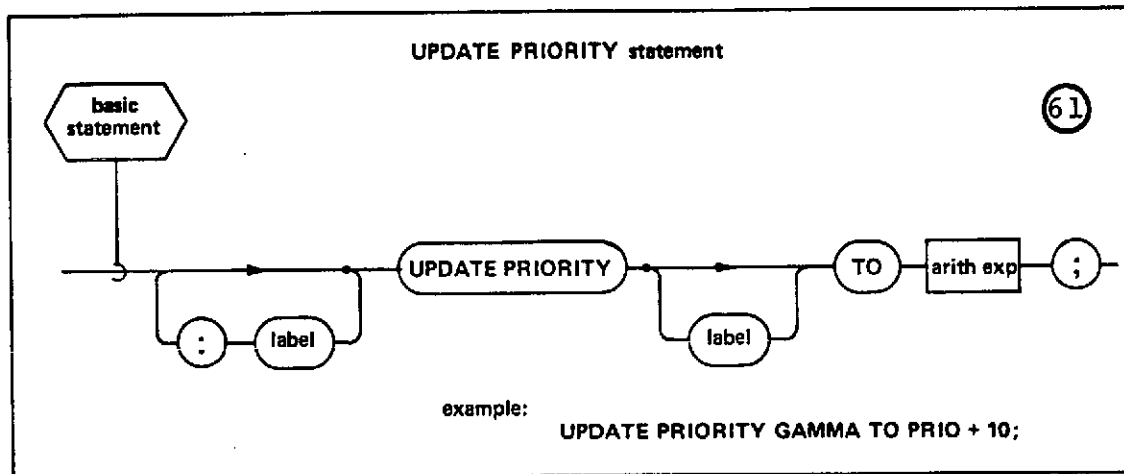 UPDATE PRIORITY statement
basic
statement
61
UPDATE PRIORITY
TO
arith exp
;
:
label
label
example:
UPDATE PRIORITY GAMMA TO PRIO + 10;